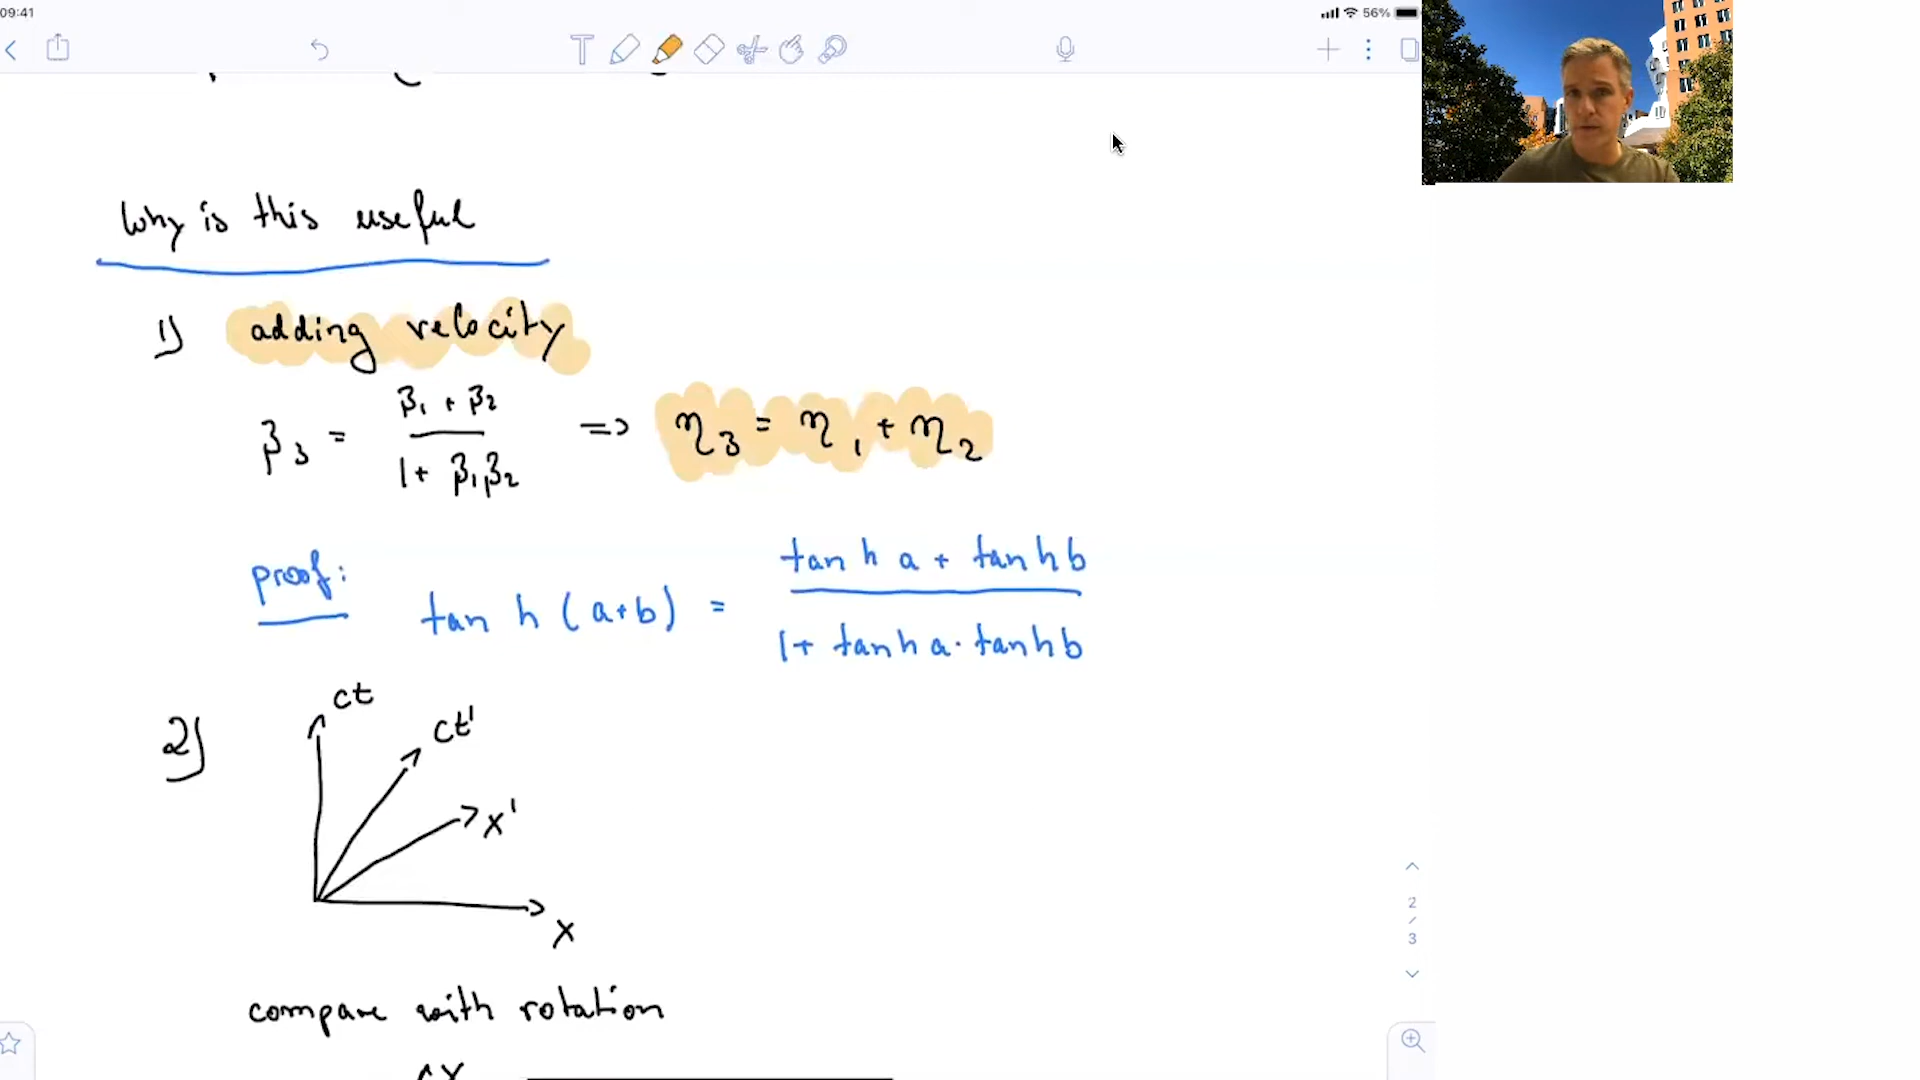 09:41
56%
Why is this useful
1) adding velocity
β₃ = (β₁ + β₂) / (1 + β₁β₂) => η₃ = η₁ + η₂
proof: tan h (a+b) = (tan h a + tan h b) / (1 + tan h a · tan h b)
2)
ct
ct'
x'
x
compare with rotation
2
/
3